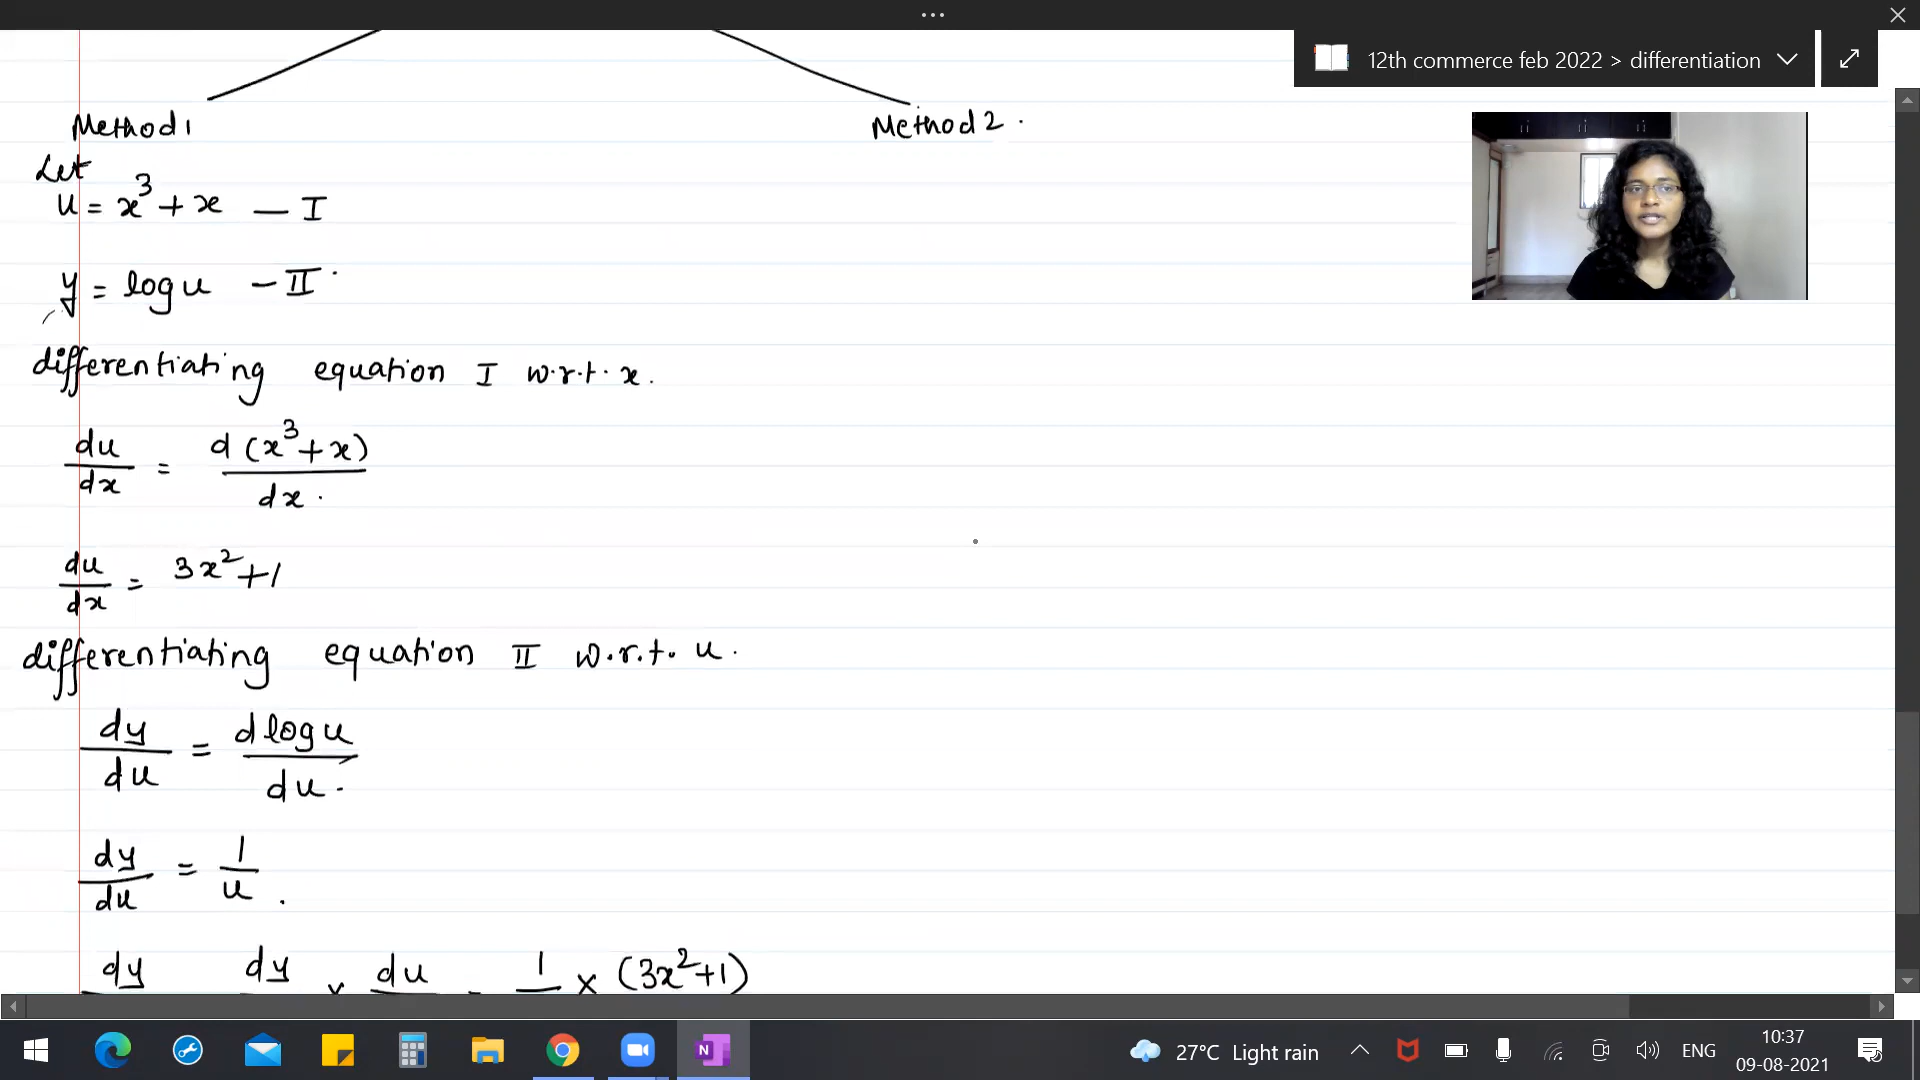 12th commerce feb 2022 > differentiation
Method 1
Method 2 .
Let
u = x³ + x — I
y = log u – II
differentiating equation I w.r.t. x .
du/dx = d (x³ + x)/dx .
du/dx = 3x² + 1
differentiating equation II w.r.t. u .
dy/du = d log u/du .
dy/du = 1/u .
dy dy × du = 1 × (3x² + 1)
27°C Light rain
ENG
10:37
09-08-2021